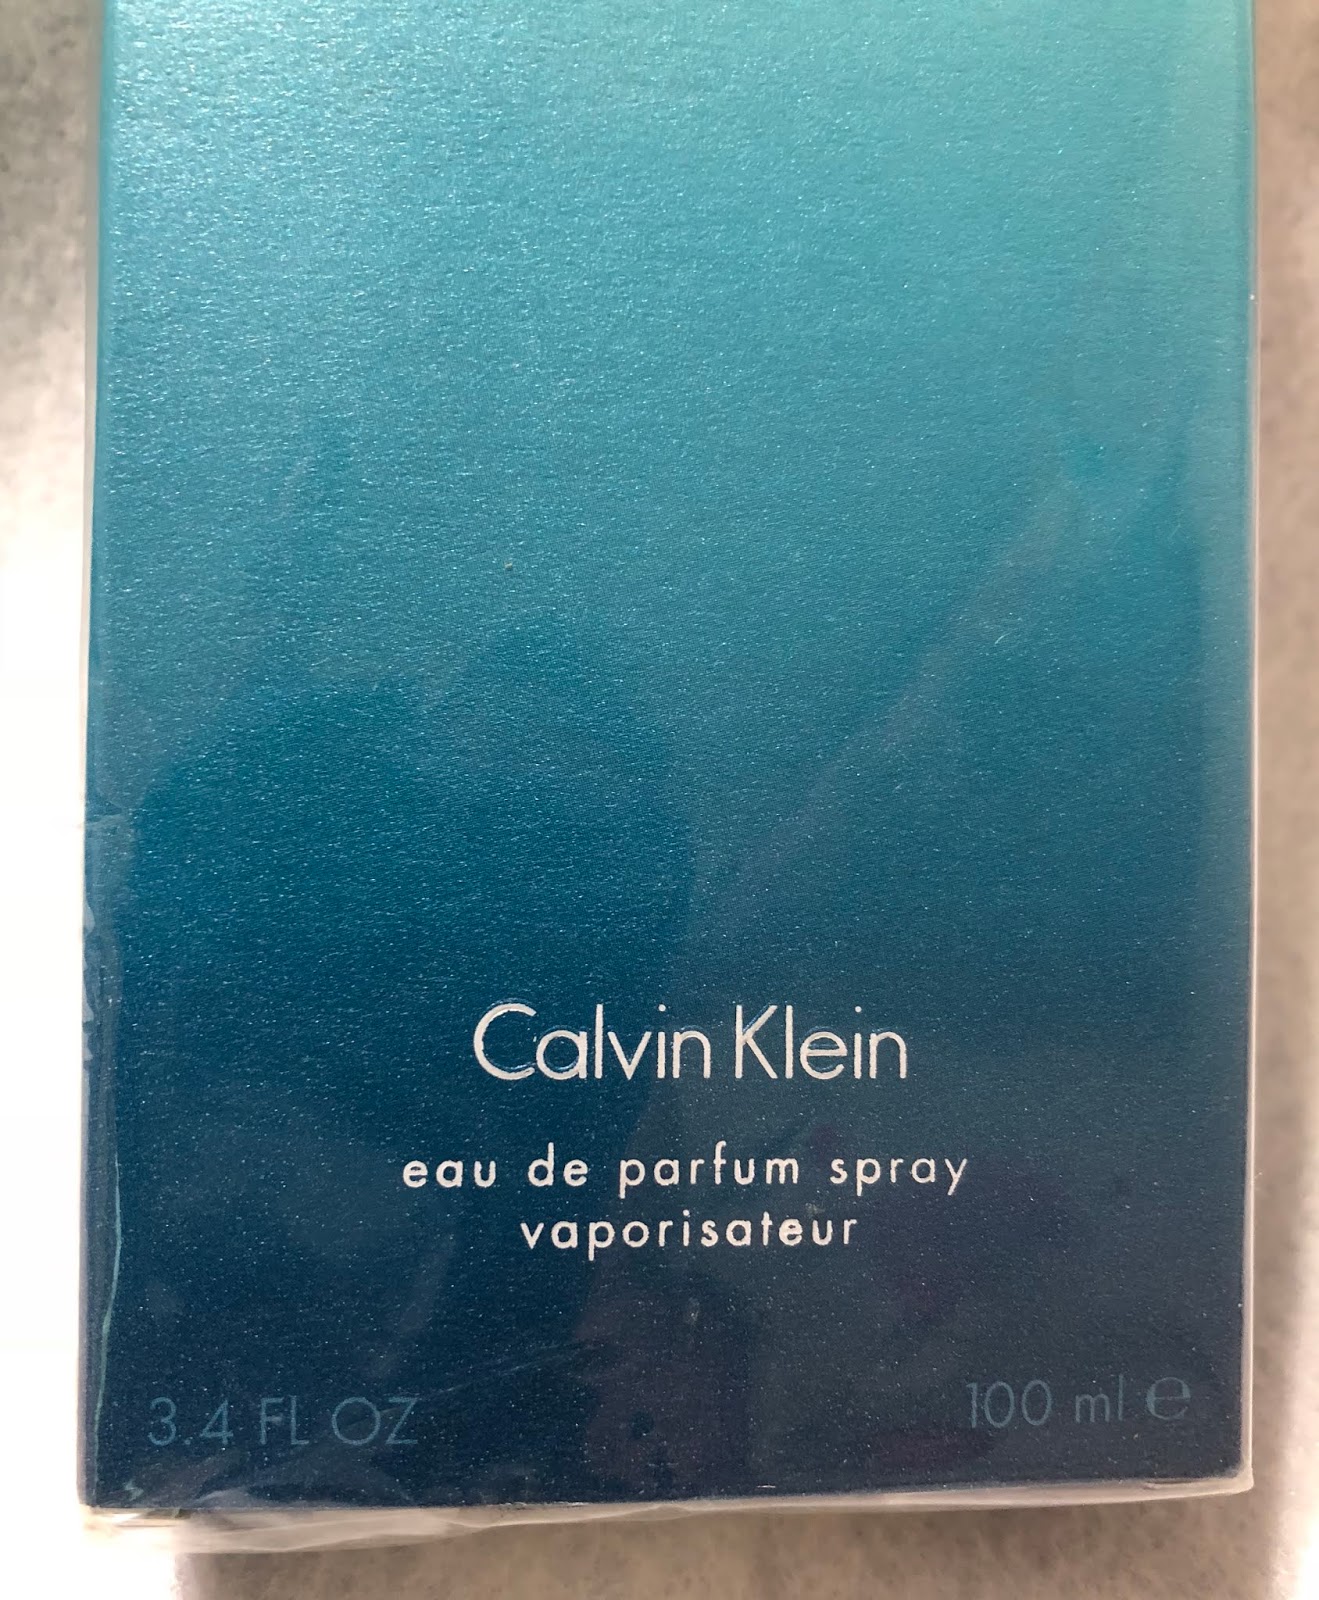 Calvin Klein
eau de parfum spray
vaporisateur
3.4 FL OZ
100 ml ℮